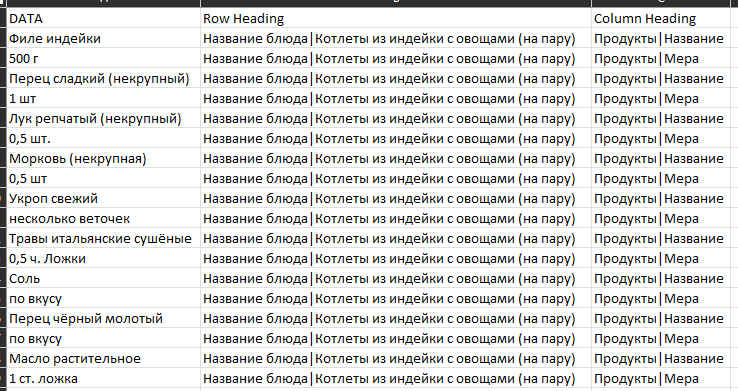 DATA Row Heading Column Heading
Филе индейки Название блюда|Котлеты из индейки с овощами (на пару) Продукты|Название
500 г Название блюда|Котлеты из индейки с овощами (на пару) Продукты|Мера
Перец сладкий (некрупный) Название блюда|Котлеты из индейки с овощами (на пару) Продукты|Название
1 шт Название блюда|Котлеты из индейки с овощами (на пару) Продукты|Мера
Лук репчатый (некрупный) Название блюда|Котлеты из индейки с овощами (на пару) Продукты|Название
0,5 шт. Название блюда|Котлеты из индейки с овощами (на пару) Продукты|Мера
Морковь (некрупная) Название блюда|Котлеты из индейки с овощами (на пару) Продукты|Название
0,5 шт Название блюда|Котлеты из индейки с овощами (на пару) Продукты|Мера
Укроп свежий Название блюда|Котлеты из индейки с овощами (на пару) Продукты|Название
несколько веточек Название блюда|Котлеты из индейки с овощами (на пару) Продукты|Мера
Травы итальянские сушёные Название блюда|Котлеты из индейки с овощами (на пару) Продукты|Название
0,5 ч. Ложки Название блюда|Котлеты из индейки с овощами (на пару) Продукты|Мера
Соль Название блюда|Котлеты из индейки с овощами (на пару) Продукты|Название
по вкусу Название блюда|Котлеты из индейки с овощами (на пару) Продукты|Мера
Перец чёрный молотый Название блюда|Котлеты из индейки с овощами (на пару) Продукты|Название
по вкусу Название блюда|Котлеты из индейки с овощами (на пару) Продукты|Мера
Масло растительное Название блюда|Котлеты из индейки с овощами (на пару) Продукты|Название
1 ст. ложка Название блюда|Котлеты из индейки с овощами (на пару) Продукты|Мера